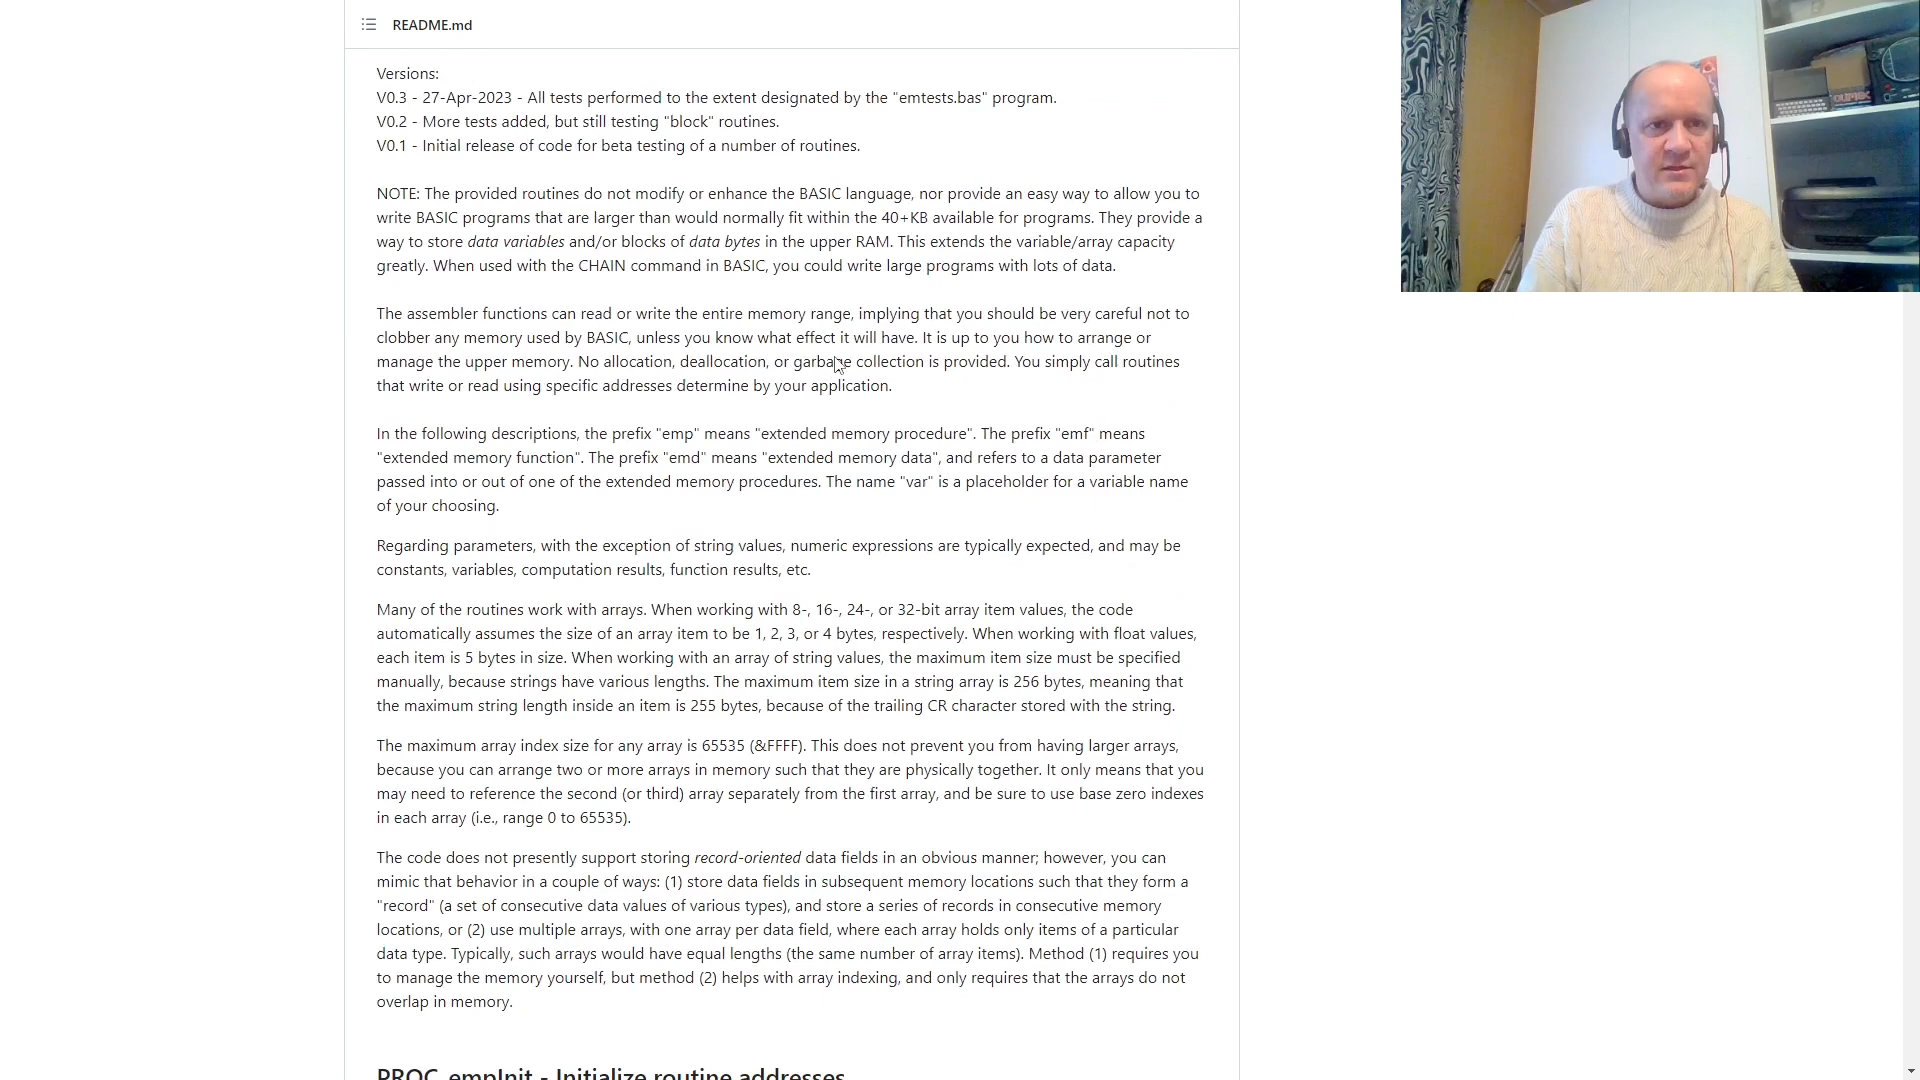 README.md
Versions:
V0.3 - 27-Apr-2023 - All tests performed to the extent designated by the "emtests.bas" program.
V0.2 - More tests added, but still testing "block" routines.
V0.1 - Initial release of code for beta testing of a number of routines.
NOTE: The provided routines do not modify or enhance the BASIC language, nor provide an easy way to allow you to
write BASIC programs that are larger than would normally fit within the 40+KB available for programs. They provide a
way to store data variables and/or blocks of data bytes in the upper RAM. This extends the variable/array capacity
greatly. When used with the CHAIN command in BASIC, you could write large programs with lots of data.
The assembler functions can read or write the entire memory range, implying that you should be very careful not to
clobber any memory used by BASIC, unless you know what effect it will have. It is up to you how to arrange or
manage the upper memory. No allocation, deallocation, or garbage collection is provided. You simply call routines
that write or read using specific addresses determine by your application.
In the following descriptions, the prefix "emp" means "extended memory procedure". The prefix "emf" means
"extended memory function". The prefix "emd" means "extended memory data", and refers to a data parameter
passed into or out of one of the extended memory procedures. The name "var" is a placeholder for a variable name
of your choosing.
Regarding parameters, with the exception of string values, numeric expressions are typically expected, and may be
constants, variables, computation results, function results, etc.
Many of the routines work with arrays. When working with 8-, 16-, 24-, or 32-bit array item values, the code
automatically assumes the size of an array item to be 1, 2, 3, or 4 bytes, respectively. When working with float values,
each item is 5 bytes in size. When working with an array of string values, the maximum item size must be specified
manually, because strings have various lengths. The maximum item size in a string array is 256 bytes, meaning that
the maximum string length inside an item is 255 bytes, because of the trailing CR character stored with the string.
The maximum array index size for any array is 65535 (&FFFF). This does not prevent you from having larger arrays,
because you can arrange two or more arrays in memory such that they are physically together. It only means that you
may need to reference the second (or third) array separately from the first array, and be sure to use base zero indexes
in each array (i.e., range 0 to 65535).
The code does not presently support storing record-oriented data fields in an obvious manner; however, you can
mimic that behavior in a couple of ways: (1) store data fields in subsequent memory locations such that they form a
"record" (a set of consecutive data values of various types), and store a series of records in consecutive memory
locations, or (2) use multiple arrays, with one array per data field, where each array holds only items of a particular
data type. Typically, such arrays would have equal lengths (the same number of array items). Method (1) requires you
to manage the memory yourself, but method (2) helps with array indexing, and only requires that the arrays do not
overlap in memory.
PROC_empInit - Initialize routine addresses